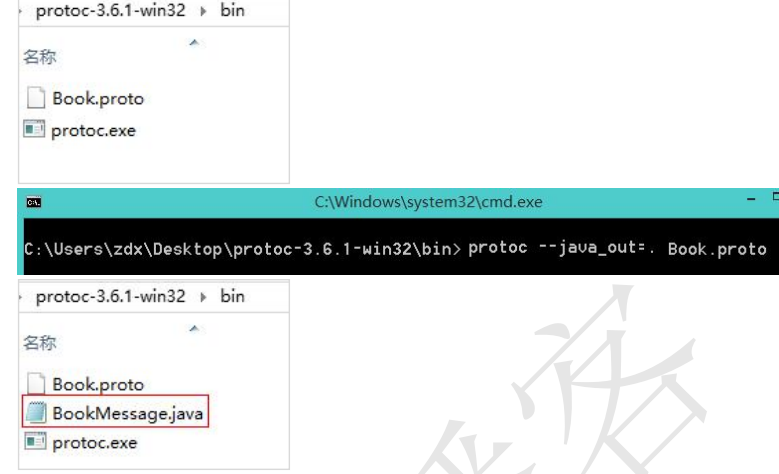 protoc-3.6.1-win32 bin
名称
Book.proto
protoc.exe
C:\Windows\system32\cmd.exe
C:\Users\zdx\Desktop\protoc-3.6.1-win32\bin> protoc --java_out=. Book.proto
protoc-3.6.1-win32 bin
名称
Book.proto
BookMessage.java
protoc.exe